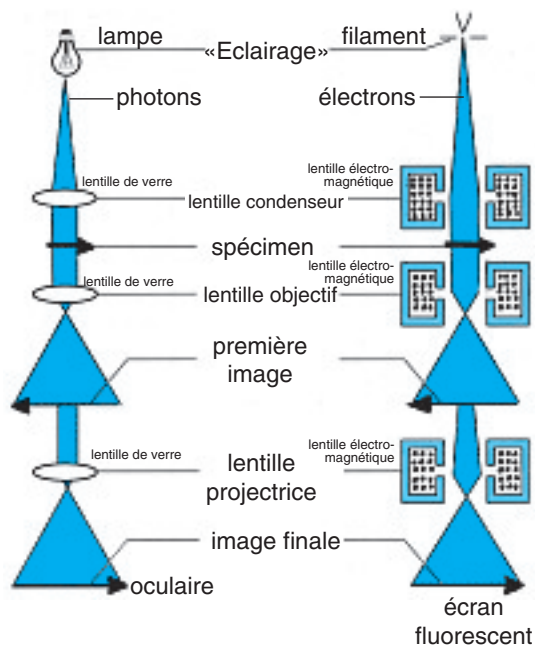 lampe «Eclairage» filament
photons électrons
lentille de verre lentille électro-
magnétique
lentille condenseur
spécimen
lentille de verre lentille électro-
magnétique
lentille objectif
première
image
lentille de verre lentille électro-
magnétique
lentille
projectrice
image finale
oculaire
écran
fluorescent